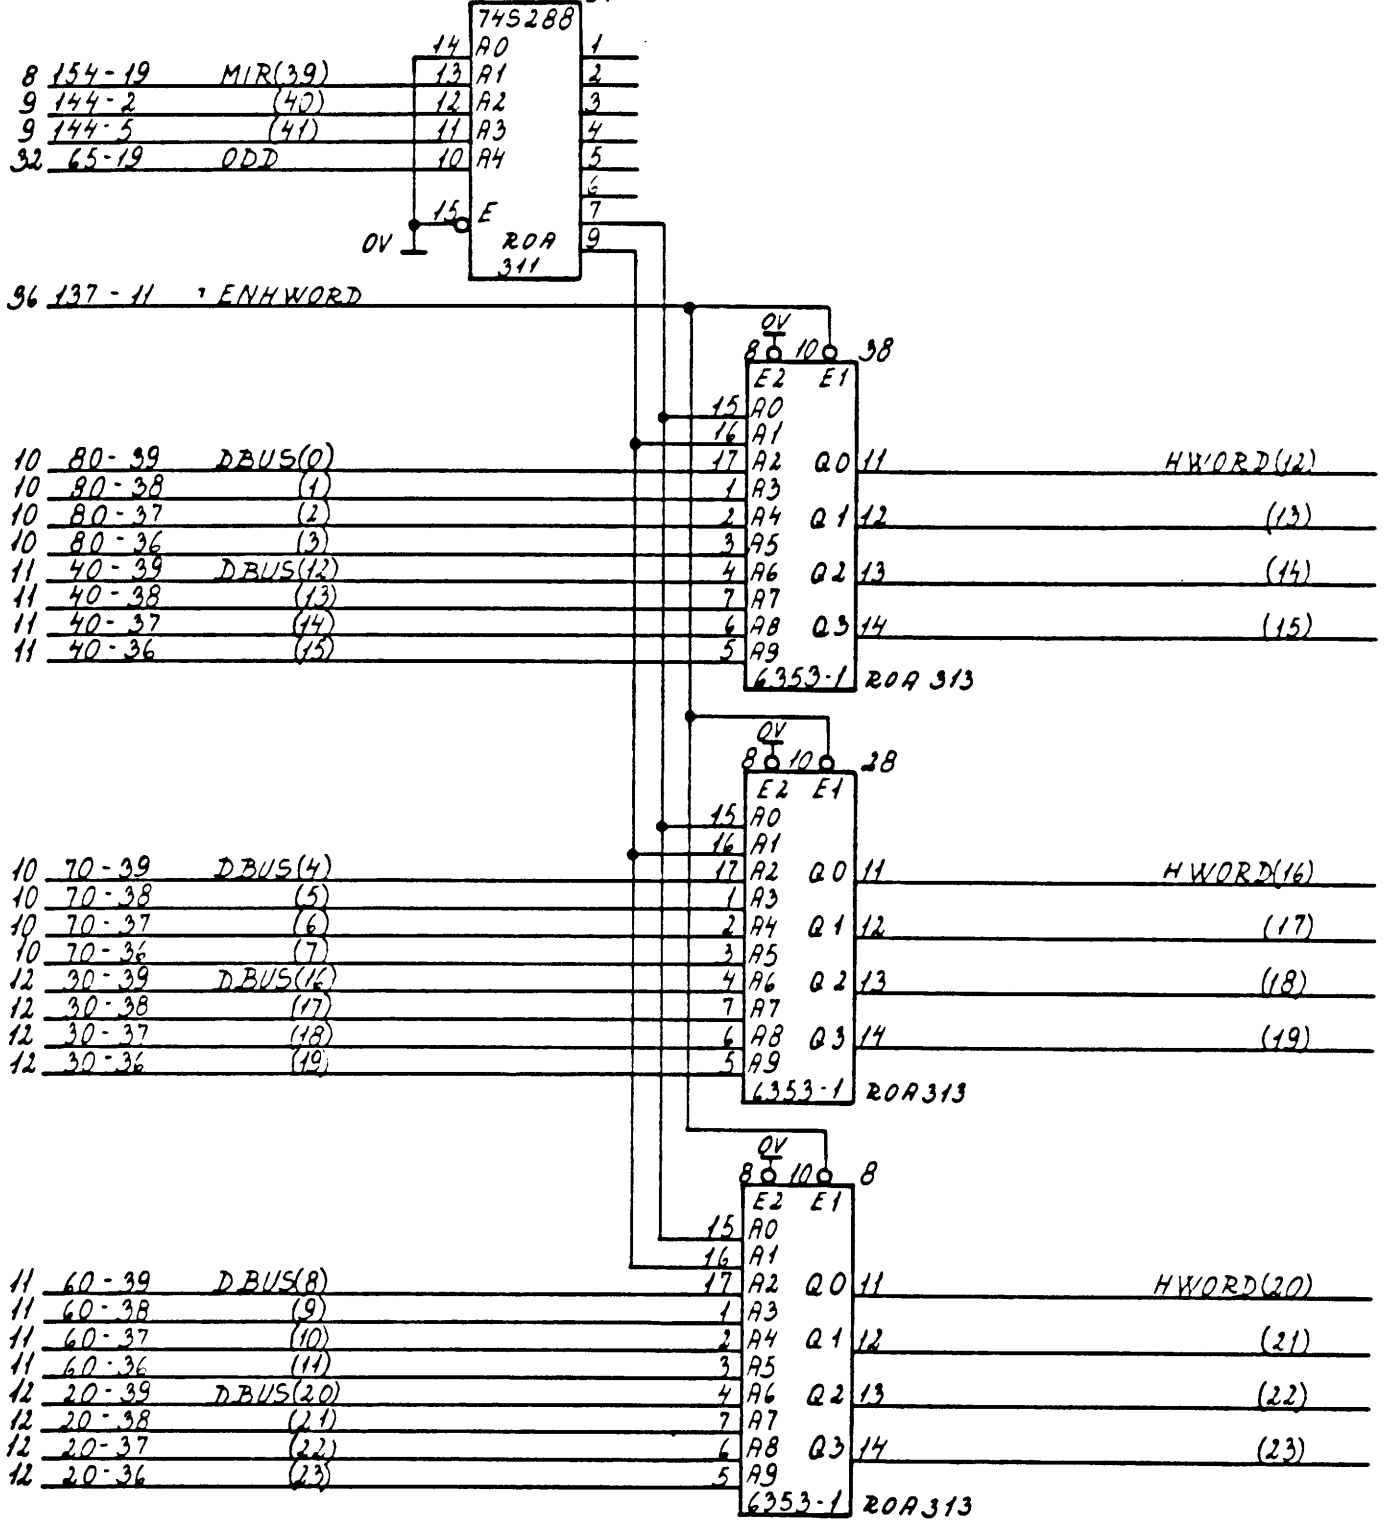 74S288
14 A0 1
8 154-19 MIR(39) 13 A1 2
9 144-2 (40) 12 A2 3
9 144-5 (41) 11 A3 4
32 65-19 ODD 10 A4 5
6
15 E 7
0V ROA 9
311
36 137-11 ENHWORD
0V
8 10 38
E2 E1
15 A0
16 A1
10 80-39 DBUS(0) 17 A2 Q0 11 HWORD(12)
10 80-38 (1) 1 A3
10 80-37 (2) 2 A4 Q1 12 (13)
10 80-36 (3) 3 A5
11 40-39 DBUS(12) 4 A6 Q2 13 (14)
11 40-38 (13) 7 A7
11 40-37 (14) 6 A8 Q3 14 (15)
11 40-36 (15) 5 A9
6353-1 ROA 313
0V
8 10 28
E2 E1
15 A0
16 A1
10 70-39 DBUS(4) 17 A2 Q0 11 HWORD(16)
10 70-38 (5) 1 A3
10 70-37 (6) 2 A4 Q1 12 (17)
10 70-36 (7) 3 A5
12 30-39 DBUS(16) 4 A6 Q2 13 (18)
12 30-38 (17) 7 A7
12 30-37 (18) 6 A8 Q3 14 (19)
12 30-36 (19) 5 A9
6353-1 ROA313
0V
8 10 8
E2 E1
15 A0
16 A1
11 60-39 DBUS(8) 17 A2 Q0 11 HWORD(20)
11 60-38 (9) 1 A3
11 60-37 (10) 2 A4 Q1 12 (21)
11 60-36 (11) 3 A5
12 20-39 DBUS(20) 4 A6 Q2 13 (22)
12 20-38 (21) 7 A7
12 20-37 (22) 6 A8 Q3 14 (23)
12 20-36 (23) 5 A9
6353-1 ROA313